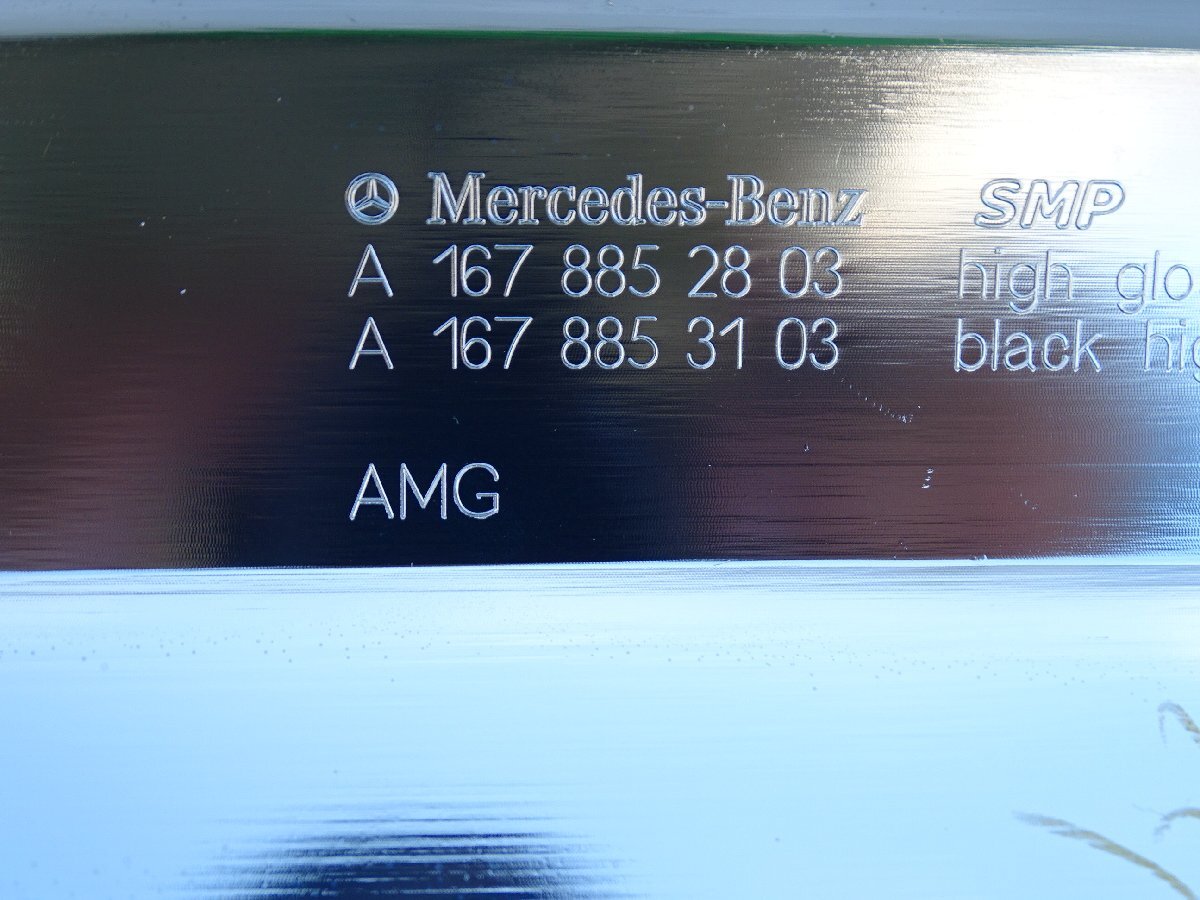 Mercedes-Benz SMP
A 167 885 28 03 high glo
A 167 885 31 03 black hig
AMG